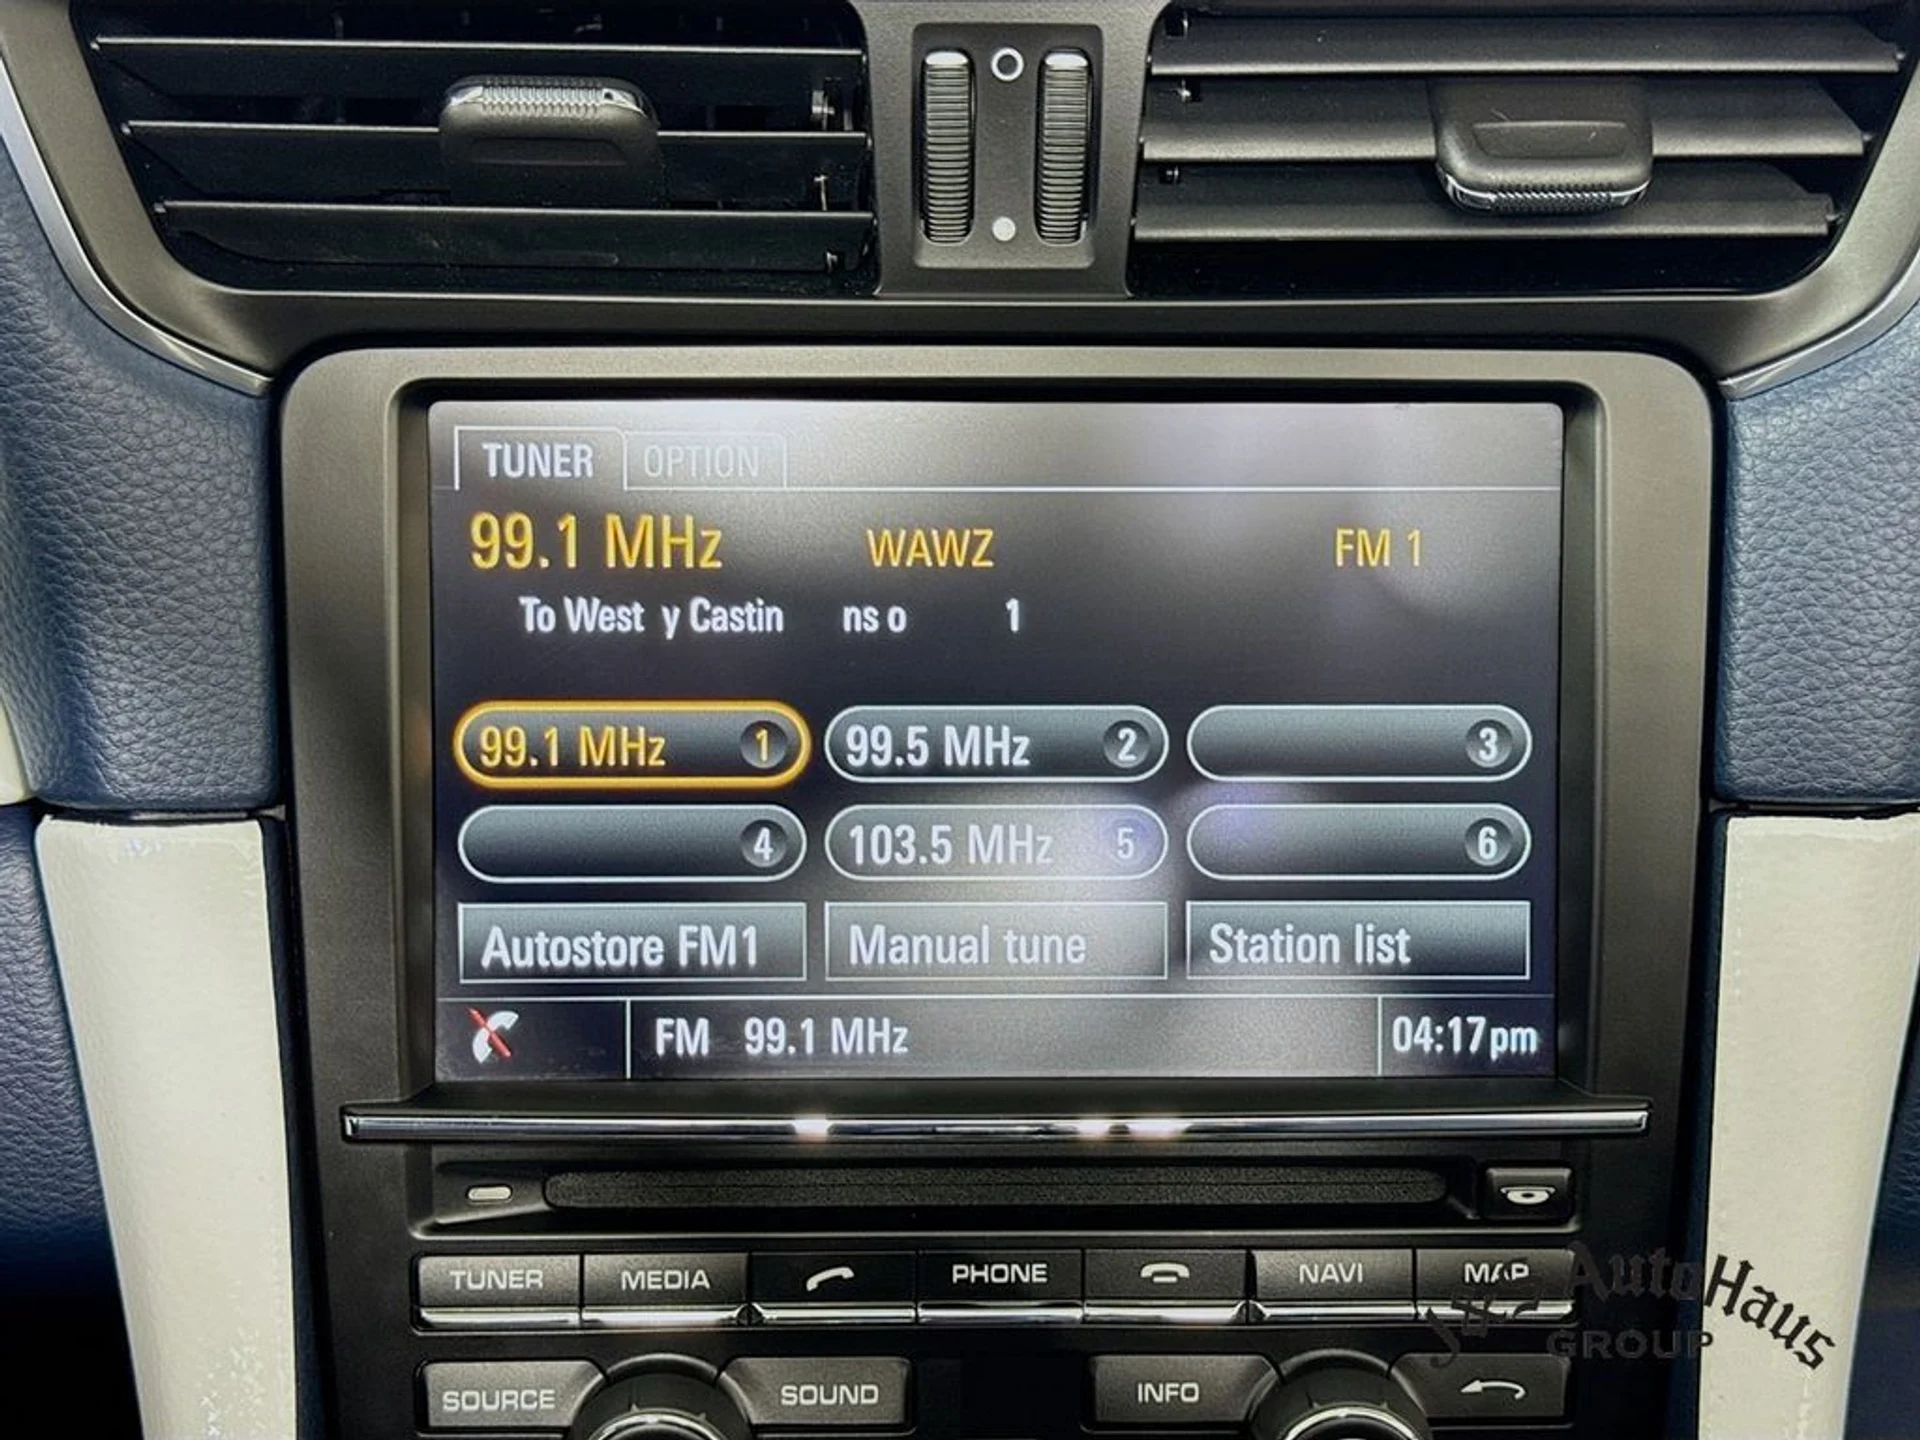 TUNER OPTION
99.1 MHz WAWZ FM 1
To West y Castin ns o 1
99.1 MHz 1 99.5 MHz 2 3
4 103.5 MHz 5 6
Autostore FM1 Manual tune Station list
FM 99.1 MHz 04:17pm
TUNER MEDIA PHONE NAVI MAP
SOURCE SOUND INFO
AutoHaus
GROUP